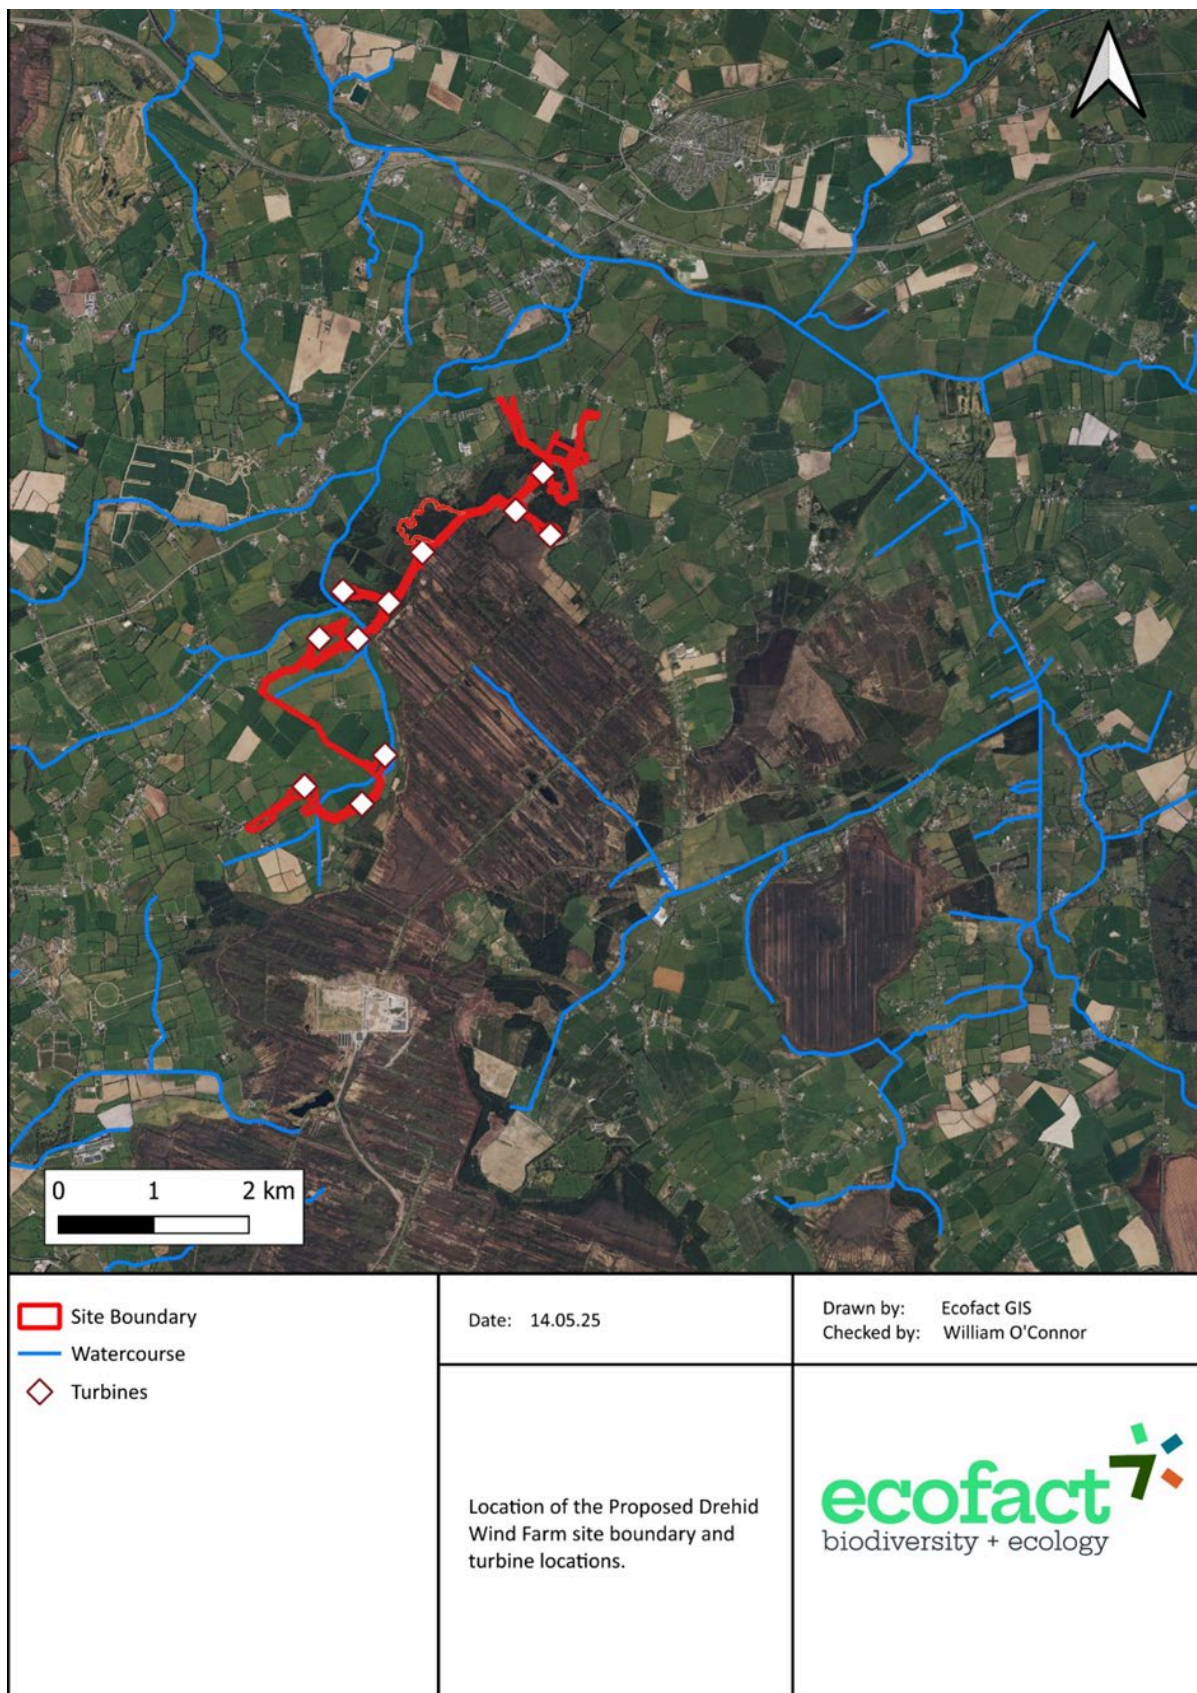 0 1 2 km
Site Boundary
Watercourse
Turbines
Date: 14.05.25
Location of the Proposed Drehid
Wind Farm site boundary and
turbine locations.
Drawn by: Ecofact GIS
Checked by: William O'Connor
ecofact
biodiversity + ecology